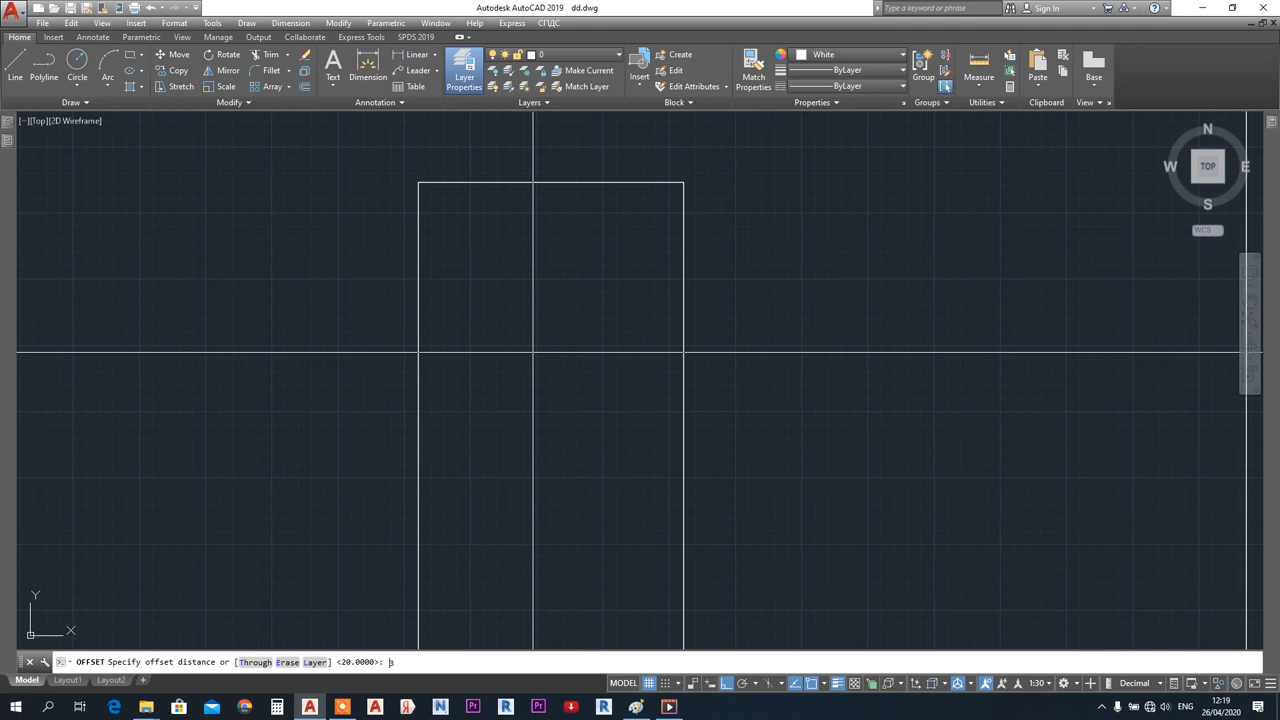 Autodesk AutoCAD 2019 dd.dwg
Type a keyword or phrase
Sign In
File Edit View Insert Format Tools Draw Dimension Modify Parametric Window Help Express СПДС
Home Insert Annotate Parametric View Manage Output Collaborate Express Tools SPDS 2019
Line Polyline Circle Arc
Move Rotate Trim
Copy Mirror Fillet
Stretch Scale Array
Text Dimension
Linear
Leader
Table
Layer Properties
0
Make Current
Match Layer
Insert
Create
Edit
Edit Attributes
Match Properties
White
ByLayer
ByLayer
Group
Measure
Paste
Base
Draw Modify Annotation Layers Block Properties Groups Utilities Clipboard View
[−][Top][2D Wireframe]
N
W TOP E
S
WCS
Y
X
OFFSET Specify offset distance or [Through Erase Layer] <20.0000>: 3
Model Layout1 Layout2 +
MODEL 1:30 Decimal
12:19
ENG
26/04/2020